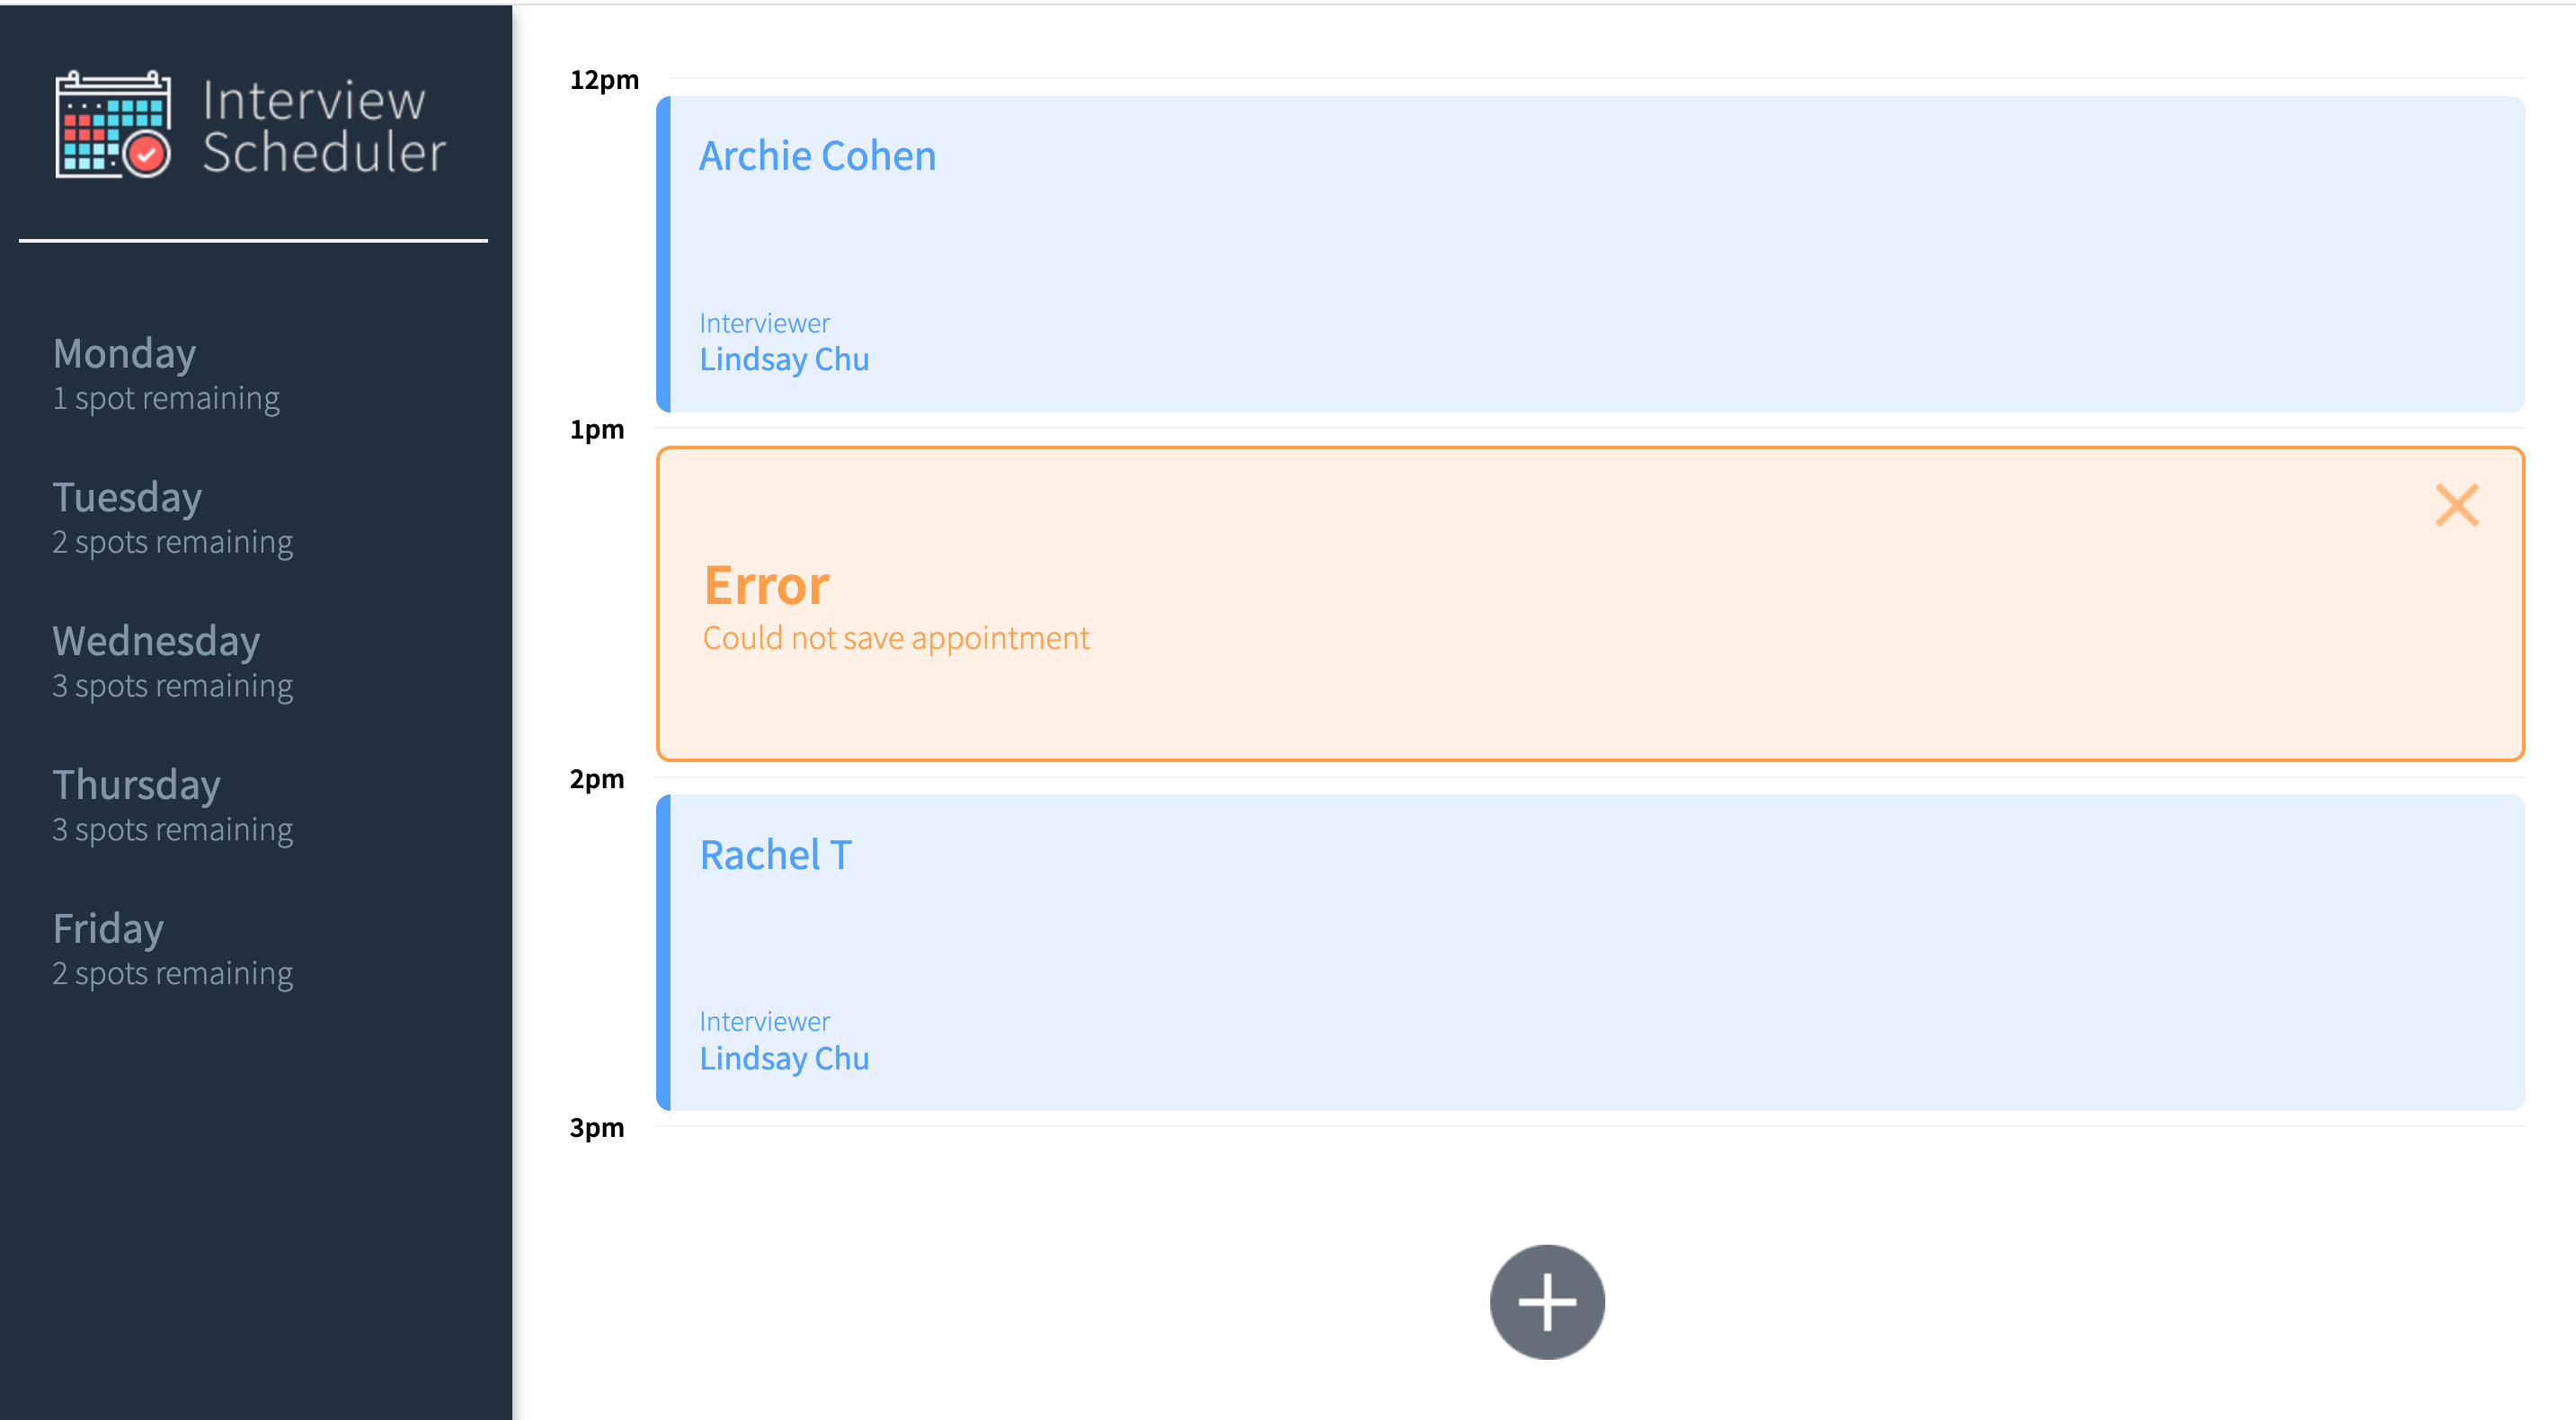 Interview
Scheduler
Monday
1 spot remaining
Tuesday
2 spots remaining
Wednesday
3 spots remaining
Thursday
3 spots remaining
Friday
2 spots remaining
12pm
Archie Cohen
Interviewer
Lindsay Chu
1pm
Error
Could not save appointment
2pm
Rachel T
Interviewer
Lindsay Chu
3pm